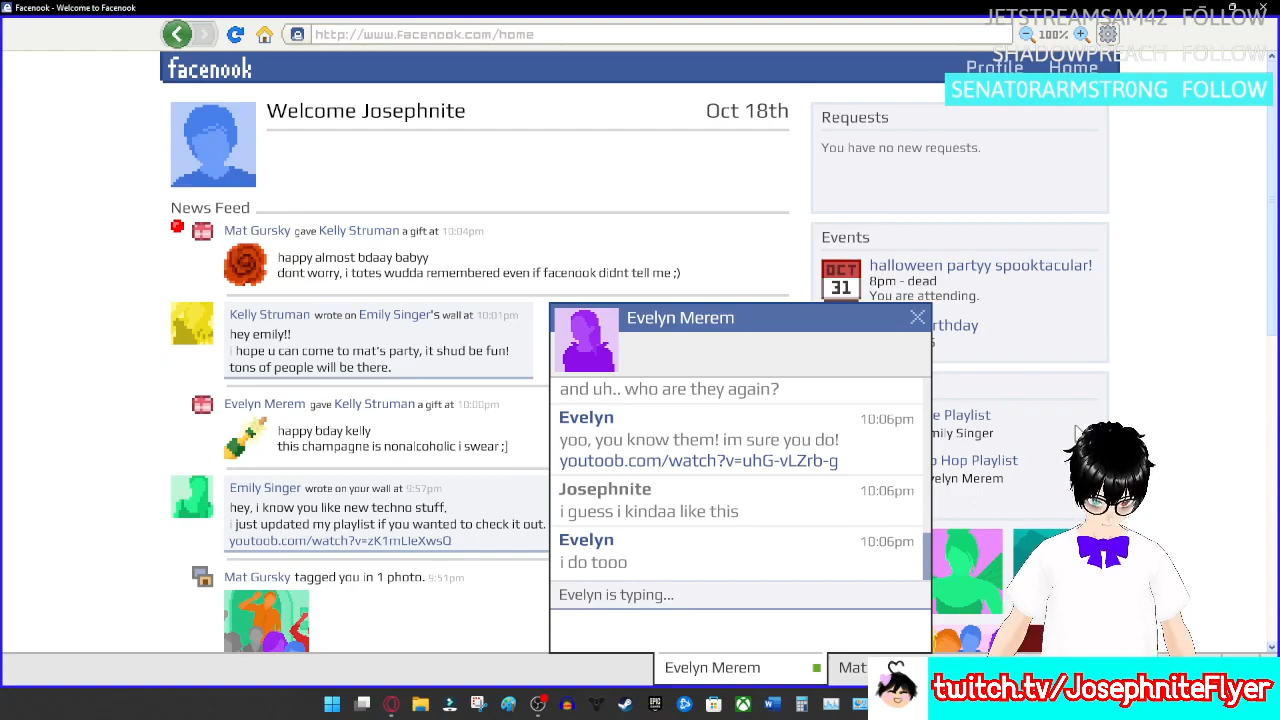 Facenook - Welcome to Facenook
JETSTREAMSAM42 FOLLOW
http://www.facenook.com/home
100%
SHADOWPREACH FOLLOW
facenook
Profile Home
SENAT0RARMSTR0NG FOLLOW
Welcome Josephnite
Oct 18th
Requests
You have no new requests.
News Feed
Mat Gursky gave Kelly Struman a gift at 10:04pm
happy almost bdaay babyy
dont worry, i totes wudda remembered even if facenook didnt tell me ;)
Events
OCT
31
halloween partyy spooktacular!
8pm - dead
You are attending.
Kelly Struman wrote on Emily Singer's wall at 10:01pm
hey emily!!
I hope u can come to mat's party, it shud be fun!
tons of people will be there.
Evelyn Merem gave Kelly Struman a gift at 10:00pm
happy bday kelly
this champagne is nonalcoholic i swear ;]
Emily Singer wrote on your wall at 9:57pm
hey, i know you like new techno stuff,
i just updated my playlist if you wanted to check it out.
youtoob.com/watch?v=zK1mLIeXwsQ
Mat Gursky tagged you in 1 photo. 9:51pm
Evelyn Merem
and uh.. who are they again?
Evelyn 10:06pm
yoo, you know them! im sure you do!
youtoob.com/watch?v=uhG-vLZrb-g
Josephnite 10:06pm
i guess i kindaa like this
Evelyn 10:06pm
i do tooo
Evelyn is typing...
Playlist
Singer
Hop Playlist
Merem
Evelyn Merem
Mat
twitch.tv/JosephniteFlyer